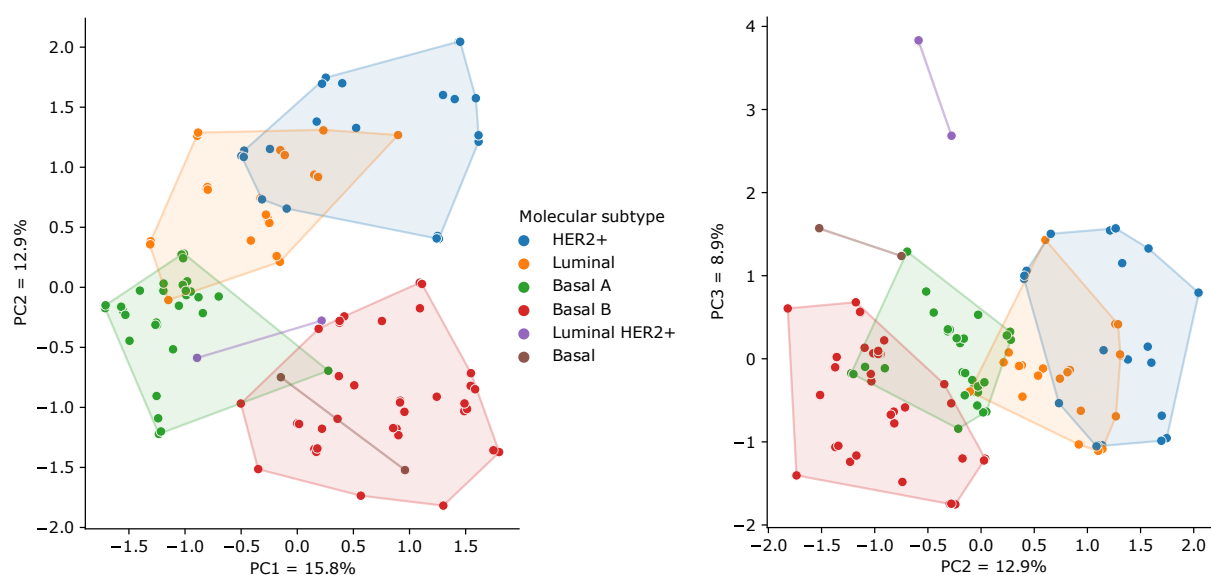 2.0
1.5
1.0
0.5
0.0
−0.5
−1.0
−1.5
−2.0
PC2 = 12.9%
−1.5 −1.0 −0.5 0.0 0.5 1.0 1.5
PC1 = 15.8%
Molecular subtype
HER2+
Luminal
Basal A
Basal B
Luminal HER2+
Basal
4
3
2
1
0
−1
−2
PC3 = 8.9%
−2.0 −1.5 −1.0 −0.5 0.0 0.5 1.0 1.5 2.0
PC2 = 12.9%